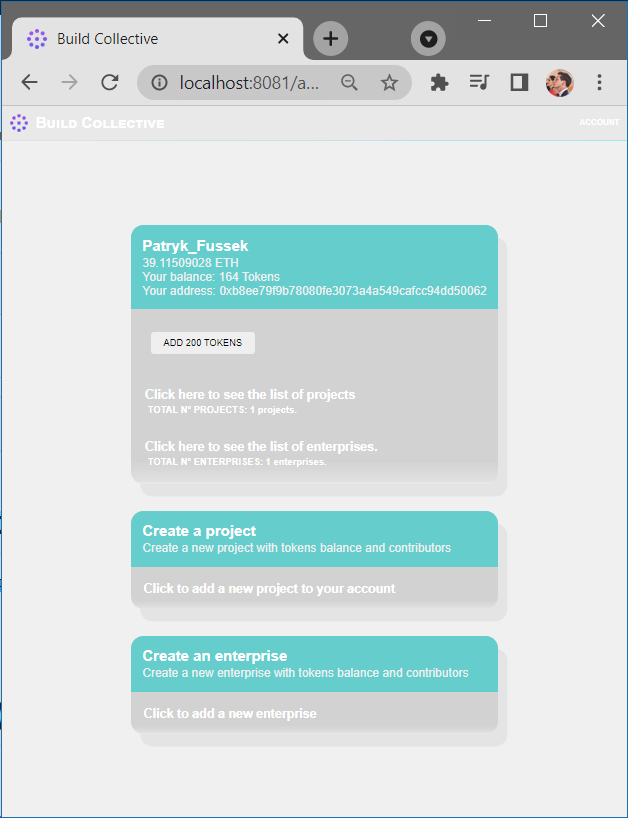 Build Collective
localhost:8081/a...
BUILD COLLECTIVE
ACCOUNT
Patryk_Fussek
39.11509028 ETH
Your balance: 164 Tokens
Your address: 0xb8ee79f9b78080fe3073a4a549cafcc94dd50062
ADD 200 TOKENS
Click here to see the list of projects
TOTAL N° PROJECTS: 1 projects.
Click here to see the list of enterprises.
TOTAL N° ENTERPRISES: 1 enterprises.
Create a project
Create a new project with tokens balance and contributors
Click to add a new project to your account
Create an enterprise
Create a new enterprise with tokens balance and contributors
Click to add a new enterprise